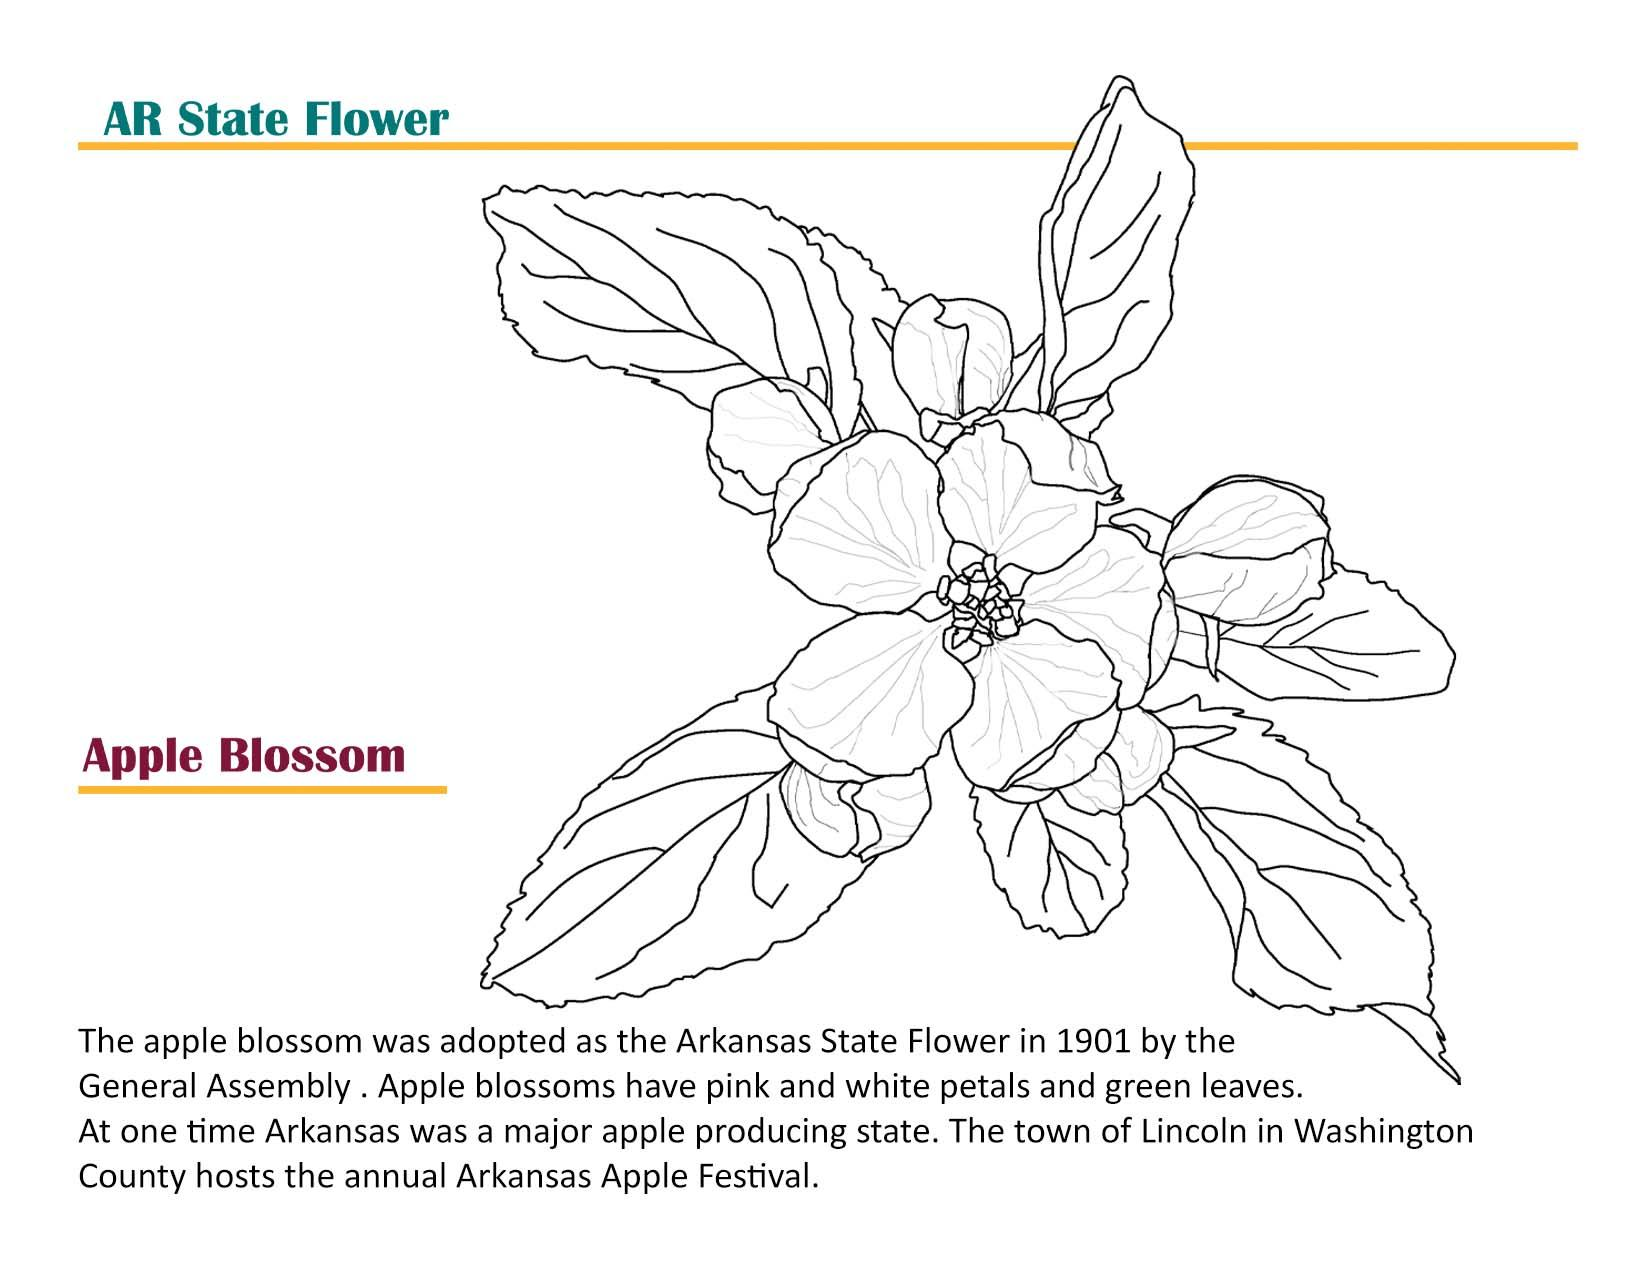 AR State Flower
Apple Blossom
The apple blossom was adopted as the Arkansas State Flower in 1901 by the
General Assembly . Apple blossoms have pink and white petals and green leaves.
At one time Arkansas was a major apple producing state. The town of Lincoln in Washington
County hosts the annual Arkansas Apple Festival.